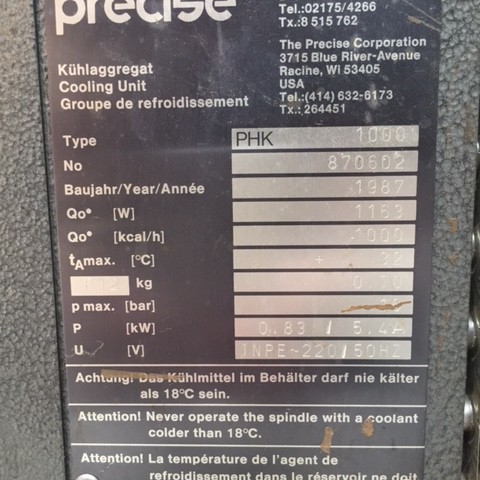 precise
Tel.:02175/4266
Tx.:8 515 762
The Precise Corporation
3715 Blue River-Avenue
Racine, WI 53405
USA
Tel.:(414) 632-6173
Tx.: 264451
Kühlaggregat
Cooling Unit
Groupe de refroidissement
Type PHK 1000
No 870602
Baujahr/Year/Année 1987
Qo* [W] 1163
Qo* [kcal/h] 1000
tAmax. [°C] + 32
kg
p max. [bar]
P [kW] 0.83 / 5.4A
U [V] 1NPE~220/50HZ
Achtung! Das Kühlmittel im Behälter darf nie kälter
als 18°C sein.
Attention! Never operate the spindle with a coolant
colder than 18°C.
Attention! La température de l'agent de
refroidissement dans le réservoir ne doit